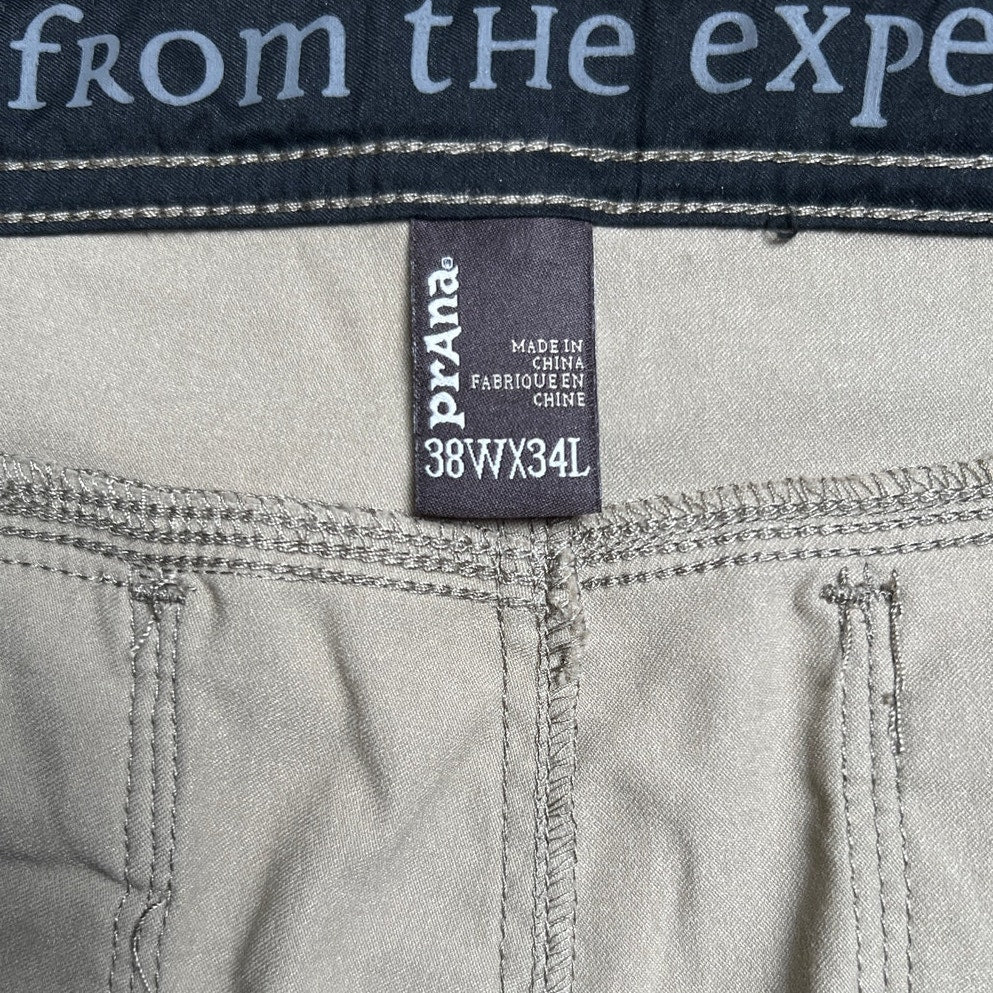 from the expe
prAna®
MADE IN
CHINA
FABRIQUE EN
CHINE
38WX34L